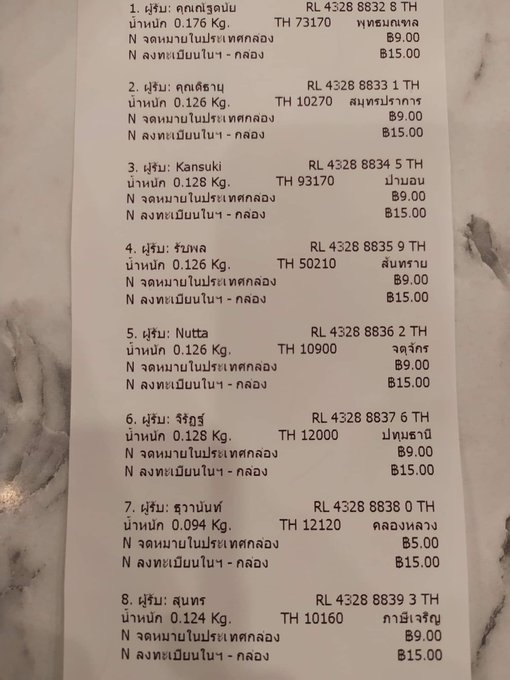 1. ผู้รับ: คุณณัฐดนัย RL 4328 8832 8 TH
น้ำหนัก 0.176 Kg. TH 73170 พุทธมณฑล
N จดหมายในประเทศกล่อง ฿9.00
N ลงทะเบียนในฯ - กล่อง ฿15.00
2. ผู้รับ: คุณดิธายุ RL 4328 8833 1 TH
น้ำหนัก 0.126 Kg. TH 10270 สมุทรปราการ
N จดหมายในประเทศกล่อง ฿9.00
N ลงทะเบียนในฯ - กล่อง ฿15.00
3. ผู้รับ: Kansuki RL 4328 8834 5 TH
น้ำหนัก 0.128 Kg. TH 93170 ป่าบอน
N จดหมายในประเทศกล่อง ฿9.00
N ลงทะเบียนในฯ - กล่อง ฿15.00
4. ผู้รับ: รับพล RL 4328 8835 9 TH
น้ำหนัก 0.126 Kg. TH 50210 สันทราย
N จดหมายในประเทศกล่อง ฿9.00
N ลงทะเบียนในฯ - กล่อง ฿15.00
5. ผู้รับ: Nutta RL 4328 8836 2 TH
น้ำหนัก 0.126 Kg. TH 10900 จตุจักร
N จดหมายในประเทศกล่อง ฿9.00
N ลงทะเบียนในฯ - กล่อง ฿15.00
6. ผู้รับ: จิรัฏฐ์ RL 4328 8837 6 TH
น้ำหนัก 0.128 Kg. TH 12000 ปทุมธานี
N จดหมายในประเทศกล่อง ฿9.00
N ลงทะเบียนในฯ - กล่อง ฿15.00
7. ผู้รับ: ธุวานันท์ RL 4328 8838 0 TH
น้ำหนัก 0.094 Kg. TH 12120 คลองหลวง
N จดหมายในประเทศกล่อง ฿5.00
N ลงทะเบียนในฯ - กล่อง ฿15.00
8. ผู้รับ: สุนทร RL 4328 8839 3 TH
น้ำหนัก 0.124 Kg. TH 10160 ภาษีเจริญ
N จดหมายในประเทศกล่อง ฿9.00
N ลงทะเบียนในฯ - กล่อง ฿15.00